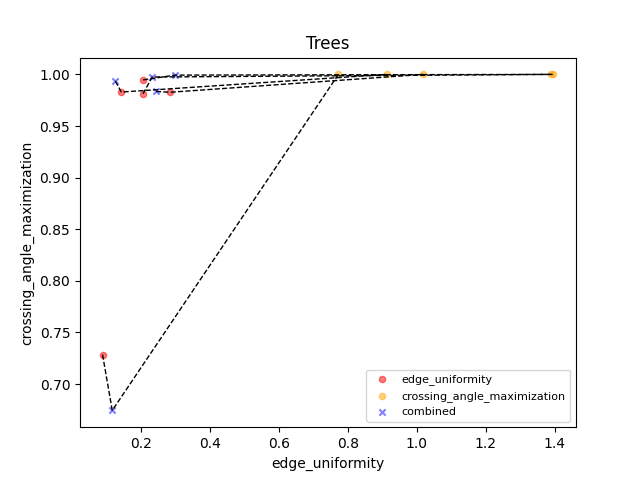 Trees
1.00
0.95
0.90
0.85
0.80
0.75
0.70
crossing_angle_maximization
edge_uniformity
crossing_angle_maximization
combined
0.2 0.4 0.6 0.8 1.0 1.2 1.4
edge_uniformity